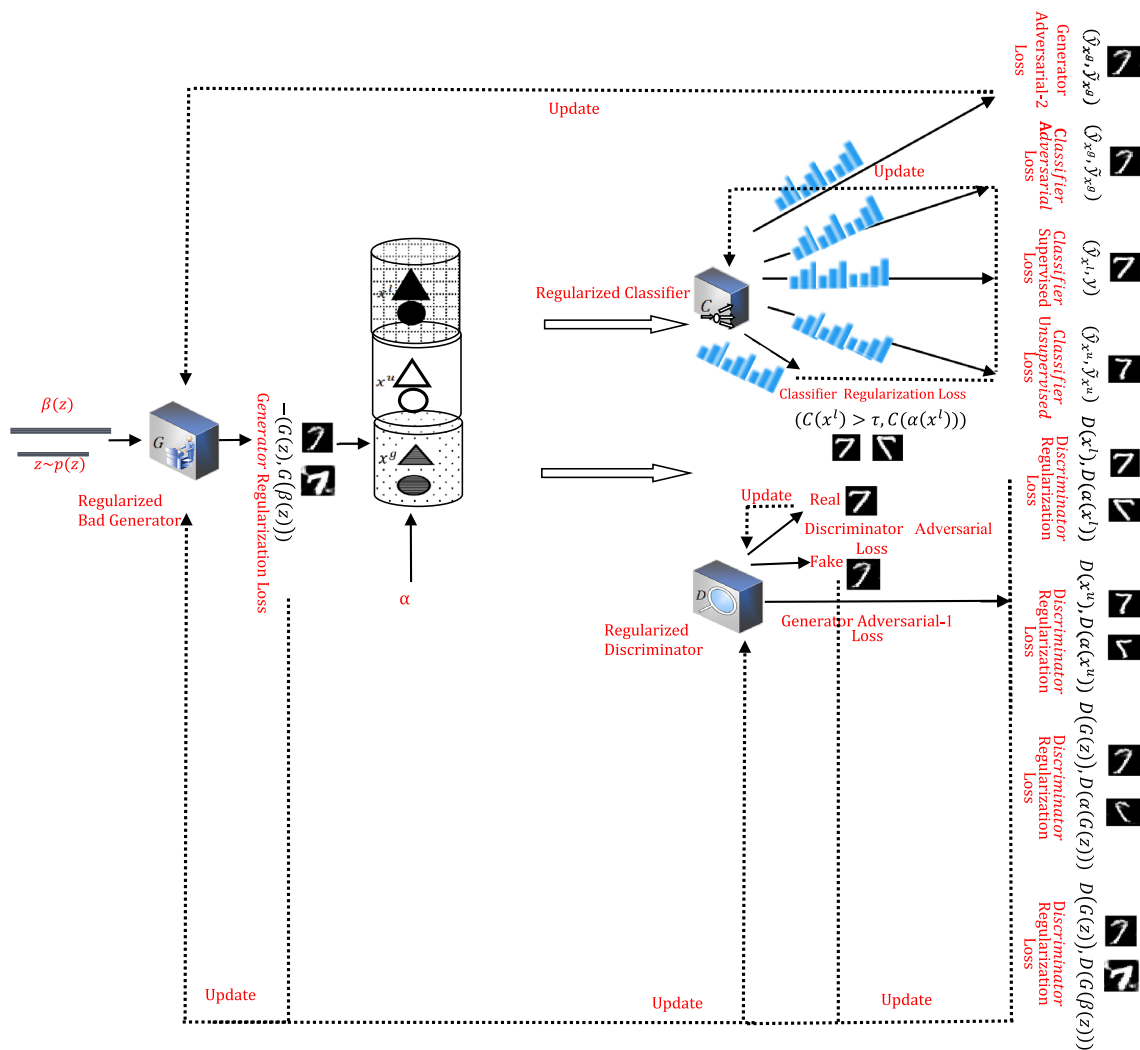 Generator
Adversarial-2
Loss
(ŷ_{x^g}, ỹ_{x^g})
Update
Classifier
Adversarial
Loss
(ŷ_{x^g}, ỹ_{x^g})
Update
Classifier
Supervised
Loss
(ŷ_{x^l}, y)
Classifier
Unsupervised
Loss
(ŷ_{x^u}, ỹ_{x^u})
x^l
Regularized Classifier
C
x^u
Classifier Regularization Loss
(C(x^l) > τ, C(α(x^l)))
β(z)
z~p(z)
G
Regularized
Bad Generator
−(G(z), G(β(z)))
Generator Regularization Loss
x^g
α
Update
Real
Discriminator Adversarial
Loss
Fake
D
Generator Adversarial-1
Loss
Regularized
Discriminator
D(x^l), D(α(x^l))
Discriminator
Regularization
Loss
D(x^u), D(α(x^u))
Discriminator
Regularization
Loss
D(G(z)), D(α(G(z)))
Discriminator
Regularization
Loss
D(G(z)), D(G(β(z)))
Discriminator
Regularization
Loss
Update
Update
Update